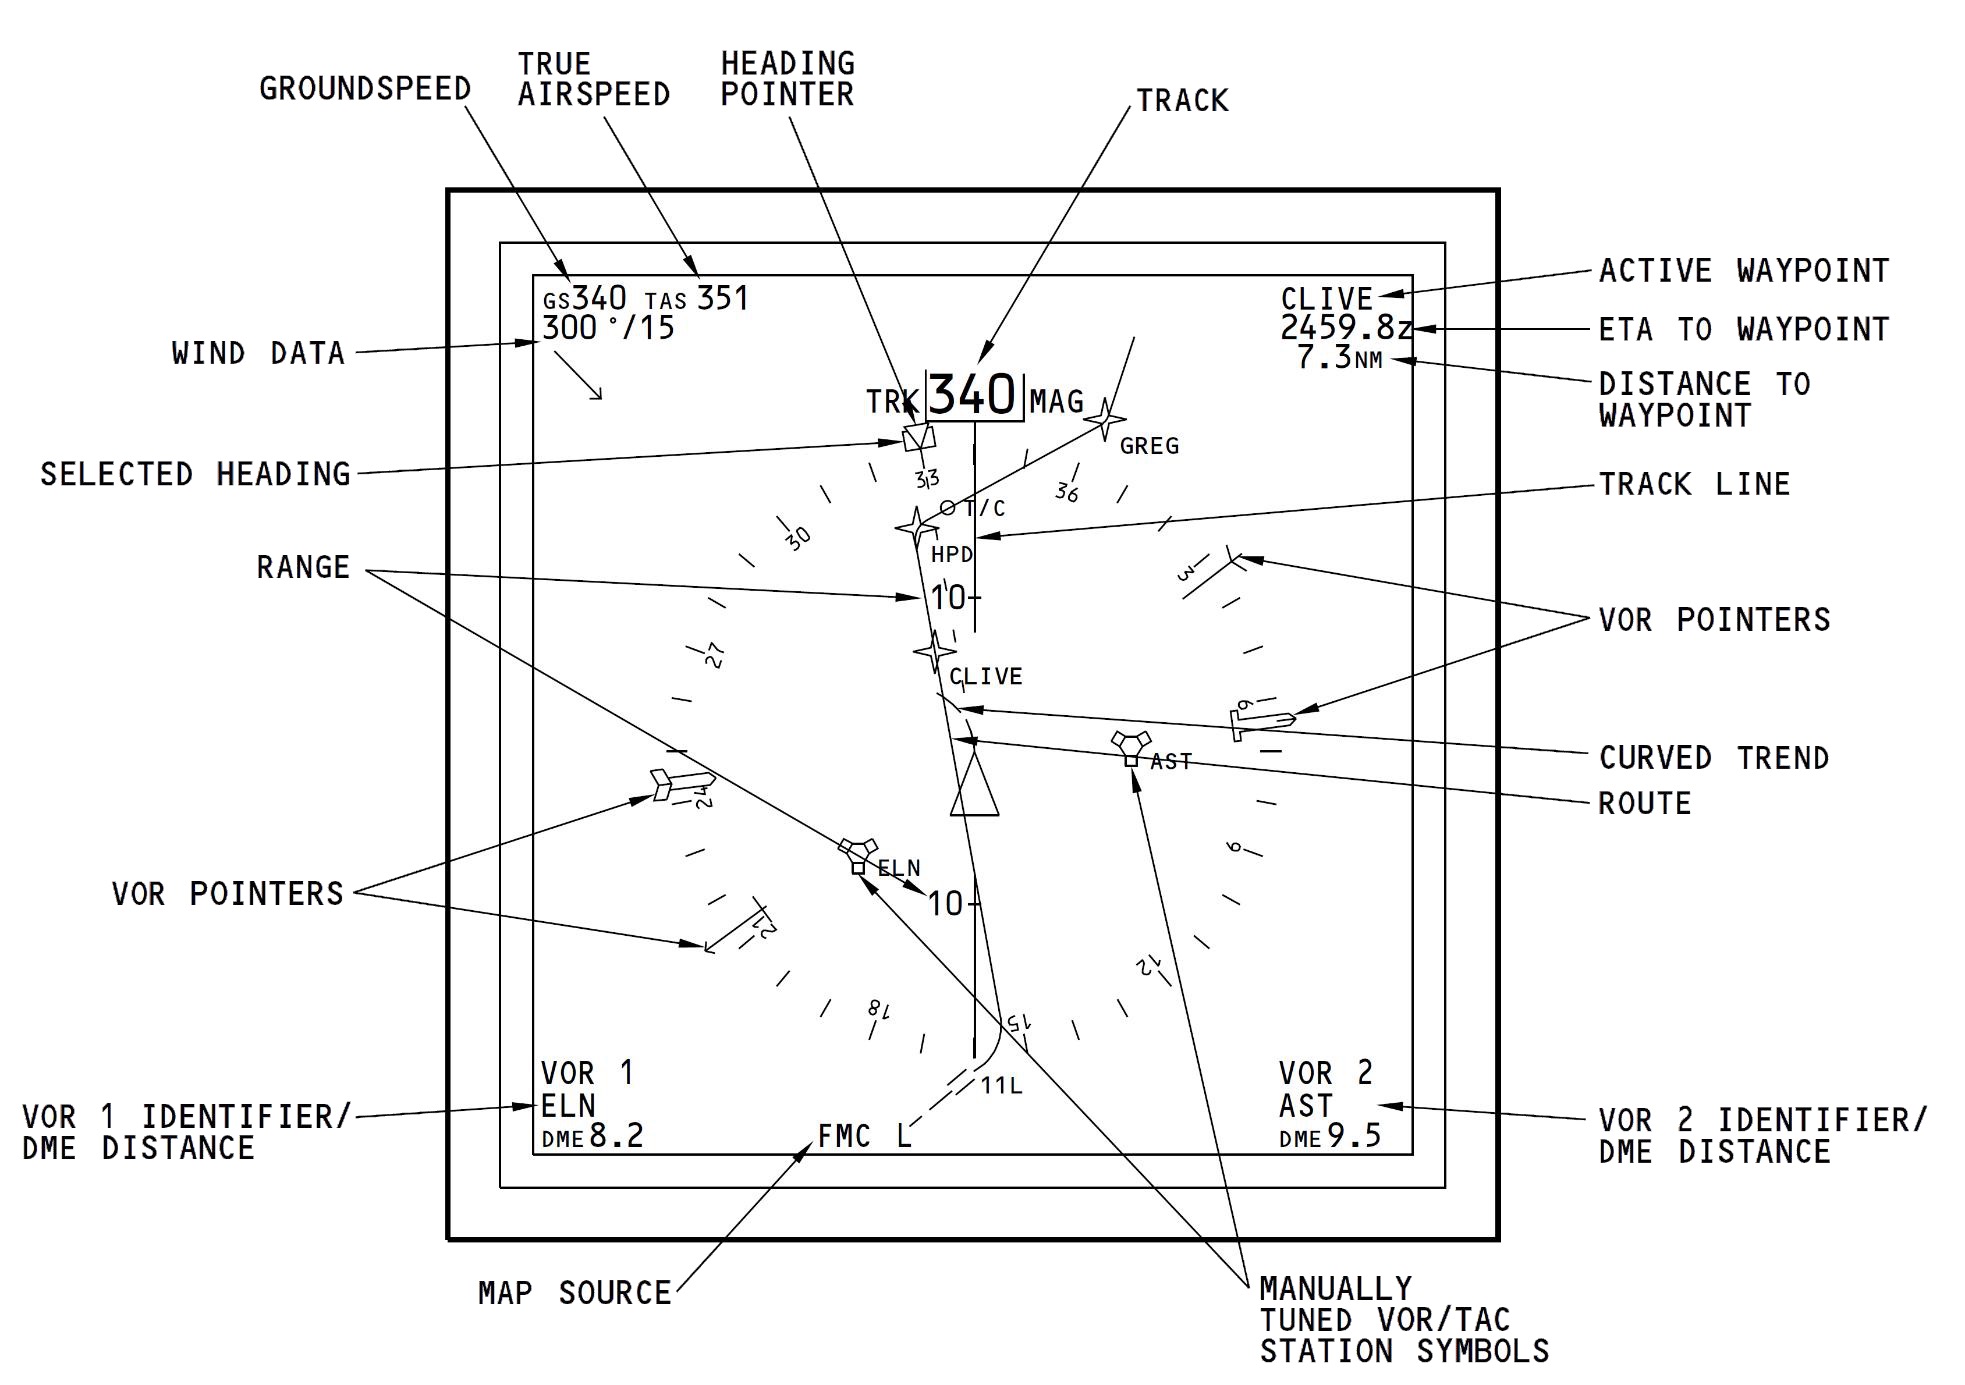 GROUNDSPEED
TRUE
AIRSPEED
HEADING
POINTER
TRACK
GS340 TAS 351
300 °/15
WIND DATA
SELECTED HEADING
RANGE
VOR POINTERS
VOR 1 IDENTIFIER/
DME DISTANCE
CLIVE
2459.8z
7.3NM
ACTIVE WAYPOINT
ETA TO WAYPOINT
DISTANCE TO
WAYPOINT
TRACK LINE
VOR POINTERS
CURVED TREND
ROUTE
VOR 2 IDENTIFIER/
DME DISTANCE
TRK 340 MAG
GREG
33
36
T/C
30
HPD
3
10
27
CLIVE
6
AST
24
9
ELN
10
21
12
18
15
11L
VOR 1
ELN
DME8.2
FMC L
VOR 2
AST
DME9.5
MAP SOURCE
MANUALLY
TUNED VOR/TAC
STATION SYMBOLS